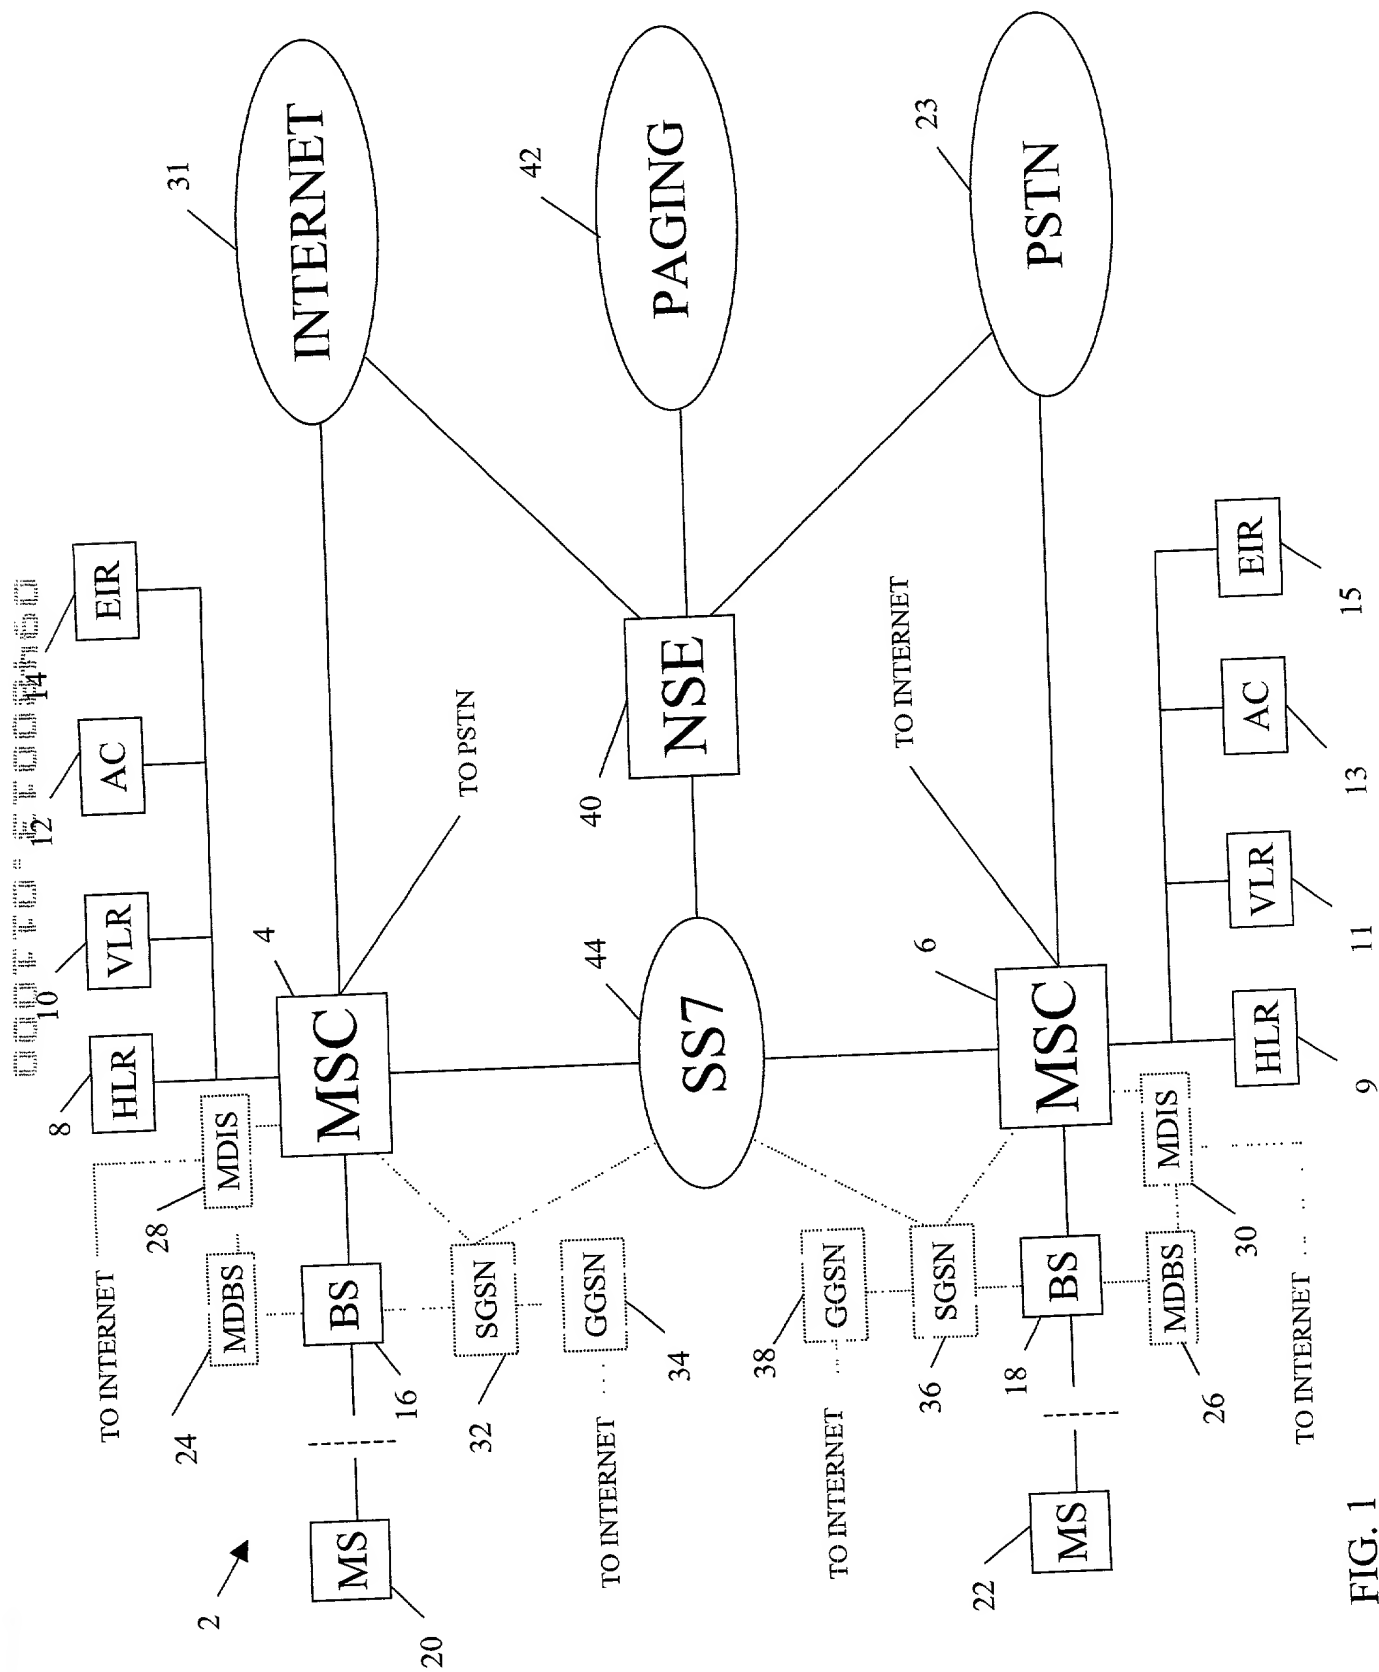 8
10
12
14
HLR
VLR
AC
EIR
TO INTERNET
28
31
24
2
MDBS
MDIS
4
INTERNET
MS
BS
MSC
16
20
TO PSTN
32
SGSN
42
40
44
TO INTERNET
GGSN
34
SS7
NSE
PAGING
38
TO INTERNET
GGSN
TO INTERNET
36
SGSN
6
23
22
18
MS
BS
MSC
PSTN
MDBS
MDIS
26
30
HLR
VLR
AC
EIR
TO INTERNET
9
11
13
15
FIG. 1